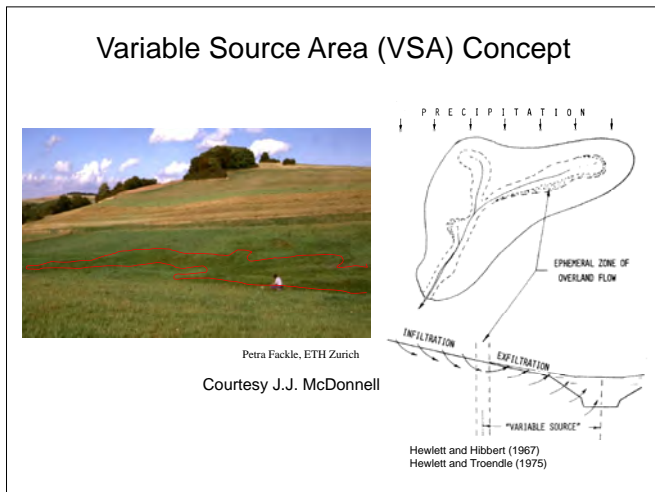 Variable Source Area (VSA) Concept
PRECIPITATION
EPHEMERAL ZONE OF
OVERLAND FLOW
Petra Fackle, ETH Zurich
Courtesy J.J. McDonnell
INFILTRATION
EXFILTRATION
"VARIABLE SOURCE"
Hewlett and Hibbert (1967)
Hewlett and Troendle (1975)